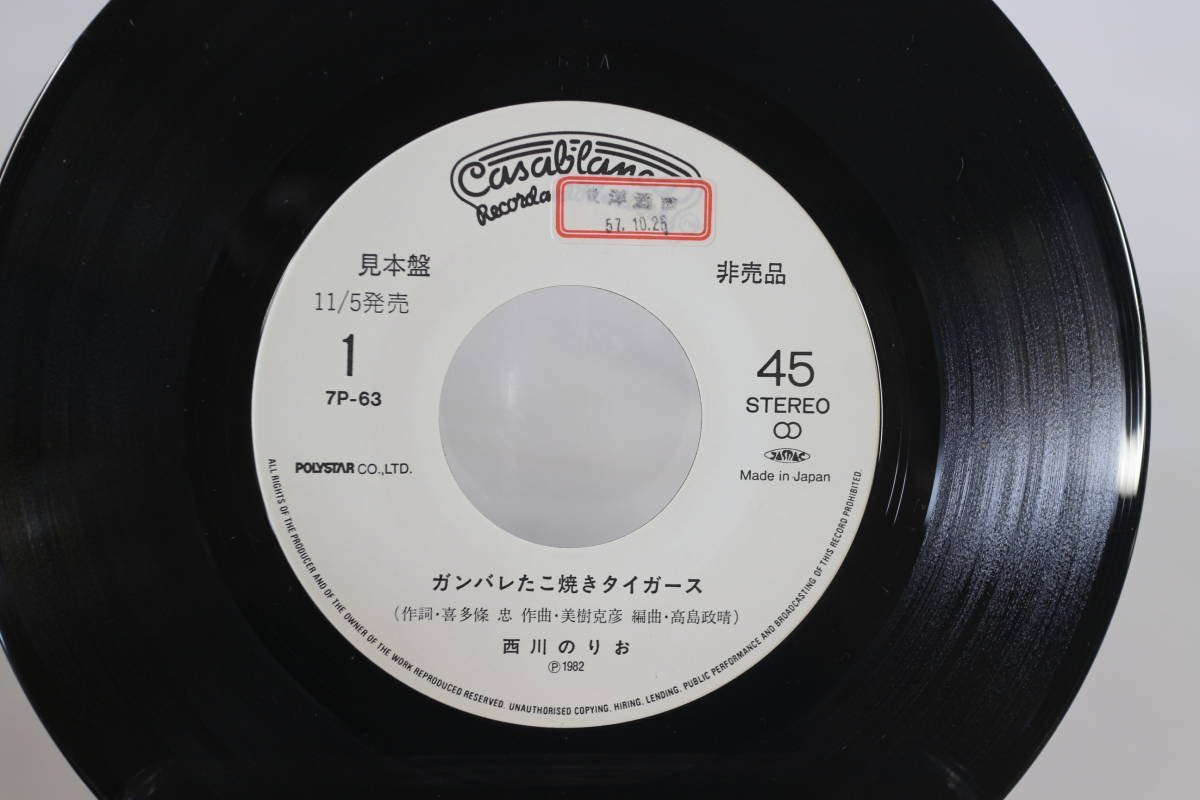 Casablanca
57. 10. 25
見本盤
非売品
11/5発売
1
45
7P-63
STEREO
POLYSTAR CO.,LTD.
JASRAC
Made in Japan
ガンバレたこ焼きタイガース
(作詞・喜多條 忠 作曲・美樹克彦 編曲・高島政晴)
西川のりお
Ⓟ1982
ALL RIGHTS OF THE PRODUCER AND OF THE OWNER OF THE WORK REPRODUCED RESERVED. UNAUTHORISED COPYING, HIRING, LENDING, PUBLIC PERFORMANCE AND BROADCASTING OF THIS RECORD PROHIBITED.